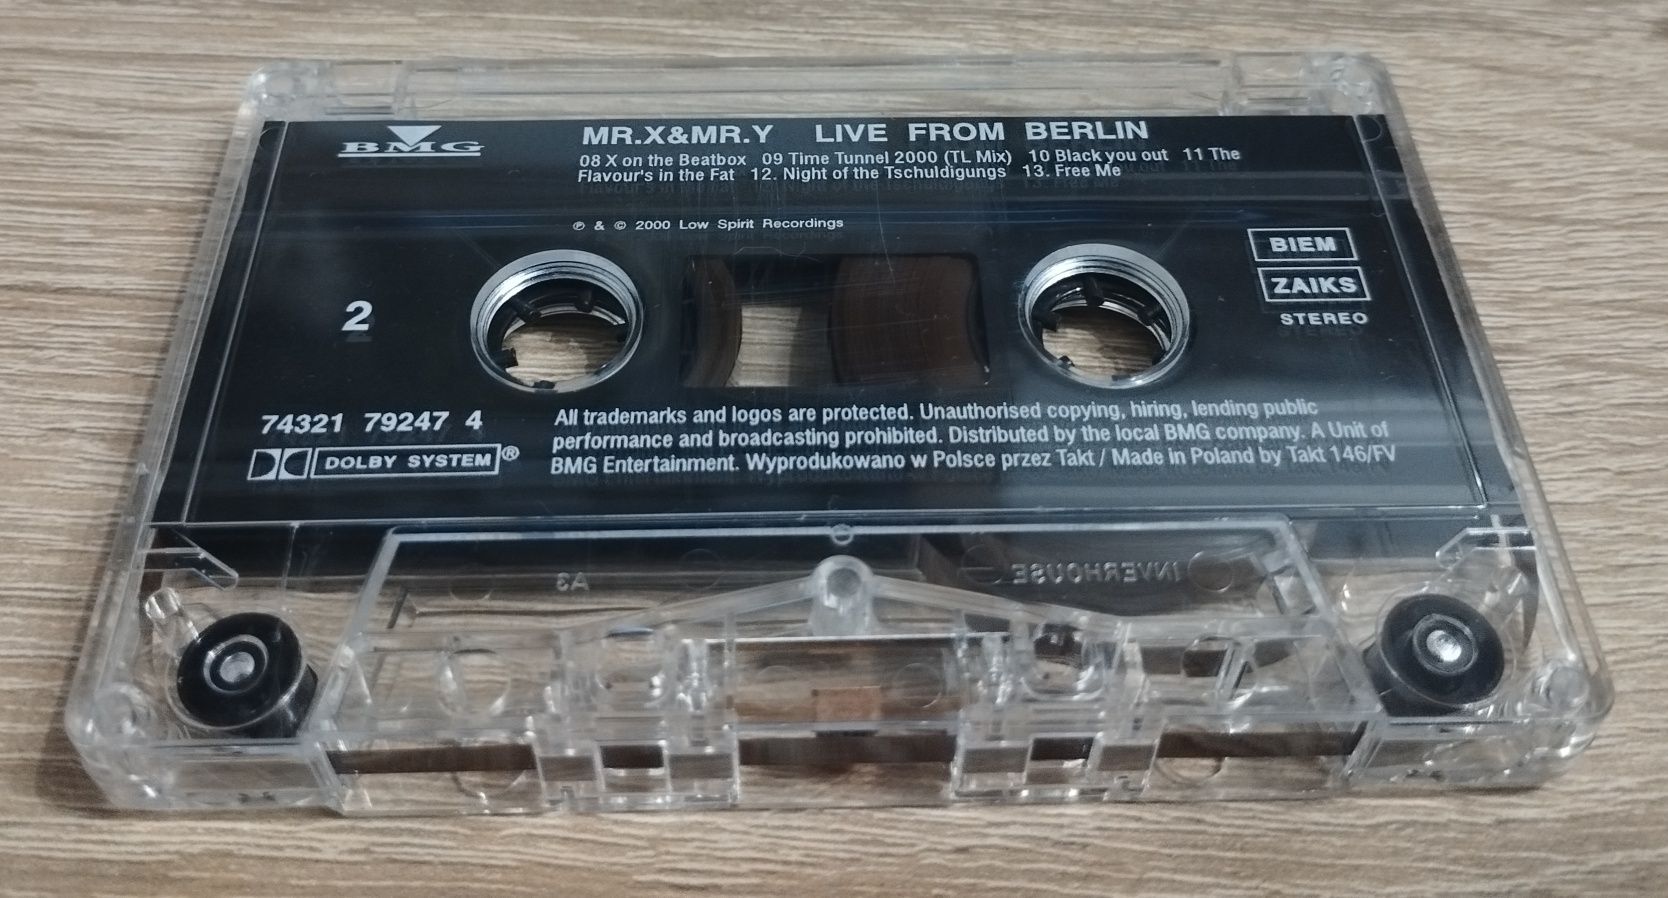 BMG
MR.X&MR.Y LIVE FROM BERLIN
08 X on the Beatbox 09 Time Tunnel 2000 (TL Mix) 10 Black you out 11 The
Flavour's in the Fat 12. Night of the Tschuldigungs 13. Free Me
℗ & © 2000 Low Spirit Recordings
BIEM
ZAIKS
STEREO
2
74321 79247 4
DOLBY SYSTEM®
All trademarks and logos are protected. Unauthorised copying, hiring, lending public
performance and broadcasting prohibited. Distributed by the local BMG company. A Unit of
BMG Entertainment. Wyprodukowano w Polsce przez Takt / Made in Poland by Takt 146/FV
A3
INVERHOUSE